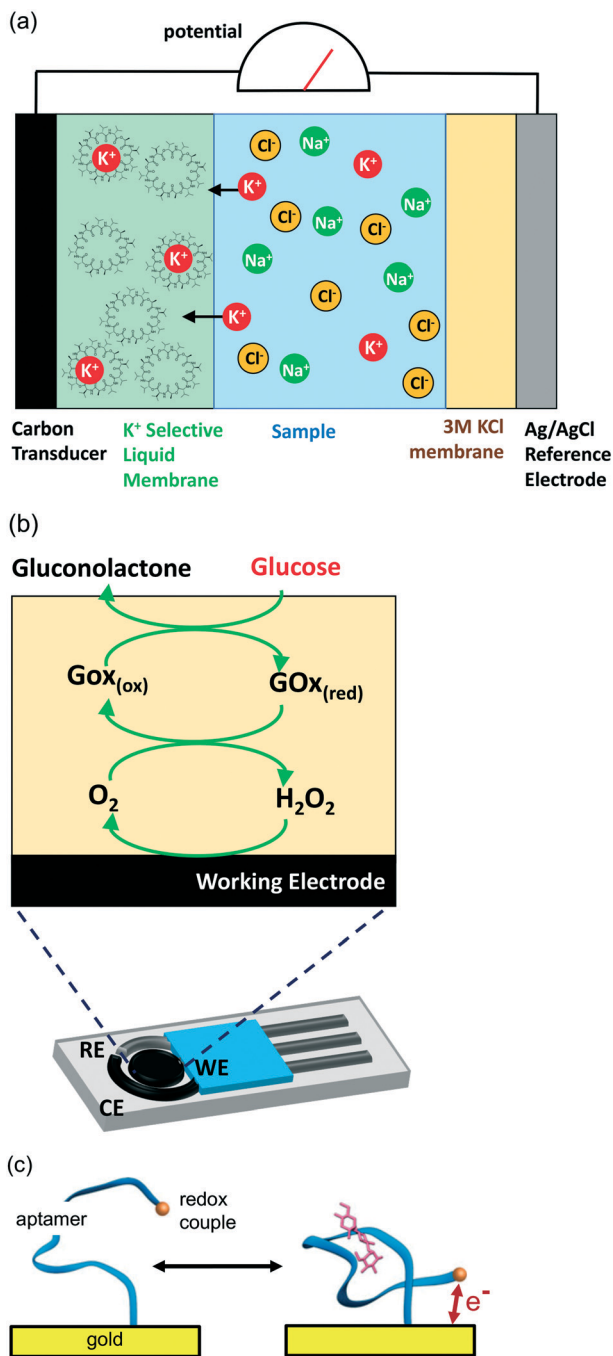 (a)
potential
K⁺
Cl⁻
Na⁺
K⁺
K⁺
Na⁺
Cl⁻
Na⁺
Cl⁻
K⁺
Na⁺
Na⁺
Cl⁻
K⁺
Cl⁻
Cl⁻
K⁺
K⁺
Na⁺
Cl⁻
Carbon
Transducer
K⁺ Selective
Liquid
Membrane
Sample
3M KCl
membrane
Ag/AgCl
Reference
Electrode
(b)
Gluconolactone Glucose
Gox(ox) GOx(red)
O₂ H₂O₂
Working Electrode
RE
WE
CE
(c)
aptamer
redox
couple
e⁻
gold